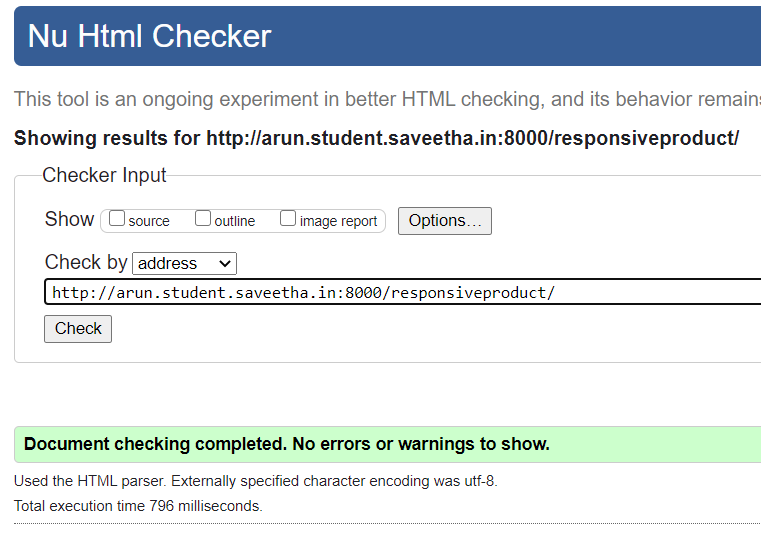 Nu Html Checker
This tool is an ongoing experiment in better HTML checking, and its behavior remains
Showing results for http://arun.student.saveetha.in:8000/responsiveproduct/
Checker Input
Show source outline image report Options...
Check by address
http://arun.student.saveetha.in:8000/responsiveproduct/
Check
Document checking completed. No errors or warnings to show.
Used the HTML parser. Externally specified character encoding was utf-8.
Total execution time 796 milliseconds.